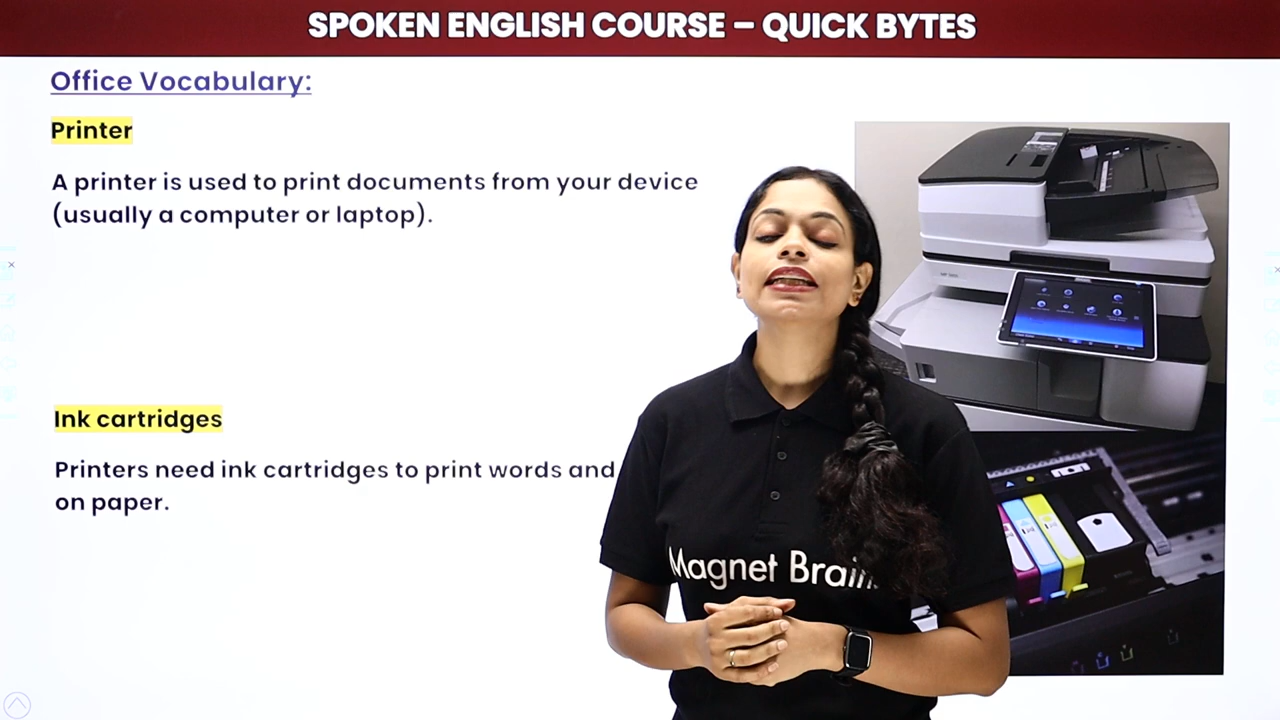 SPOKEN ENGLISH COURSE – QUICK BYTES
Office Vocabulary:
Printer
A printer is used to print documents from your device
(usually a computer or laptop).
Ink cartridges
Printers need ink cartridges to print words and
on paper.
Magnet Brain